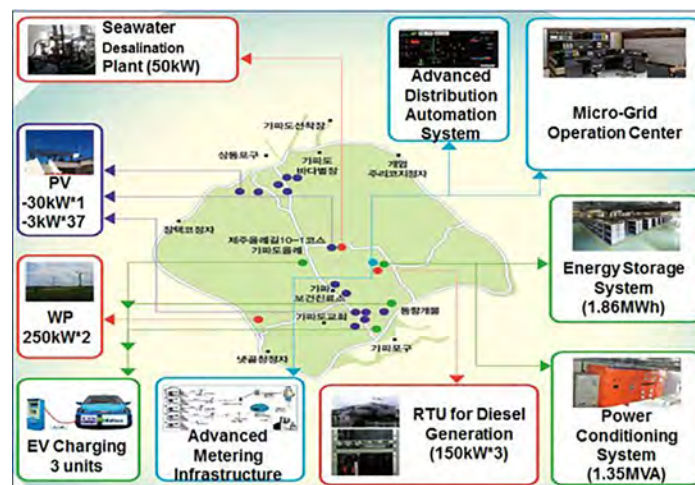 Seawater
Desalination
Plant (50kW)
Advanced
Distribution
Automation
System
Micro-Grid
Operation Center
PV
-30kW*1
-3kW*37
WP
250kW*2
EV Charging
3 units
Advanced
Metering
Infrastructure
RTU for Diesel
Generation
(150kW*3)
Energy Storage
System
(1.86MWh)
Power
Conditioning
System
(1.35MVA)
가파도선착장
상동포구
가파도
바다별장
개엄
주리코지정자
장택코정자
제주올레길10-1코스
가파도올레
가파
보건진료소
가파도교회
동항개물
가파포구
냇골챙정자